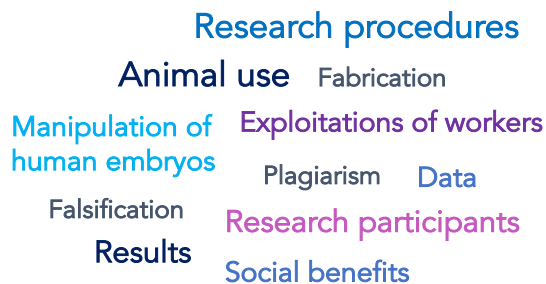 Research procedures
Animal use
Fabrication
Manipulation of
human embryos
Exploitations of workers
Plagiarism
Data
Falsification
Research participants
Results
Social benefits